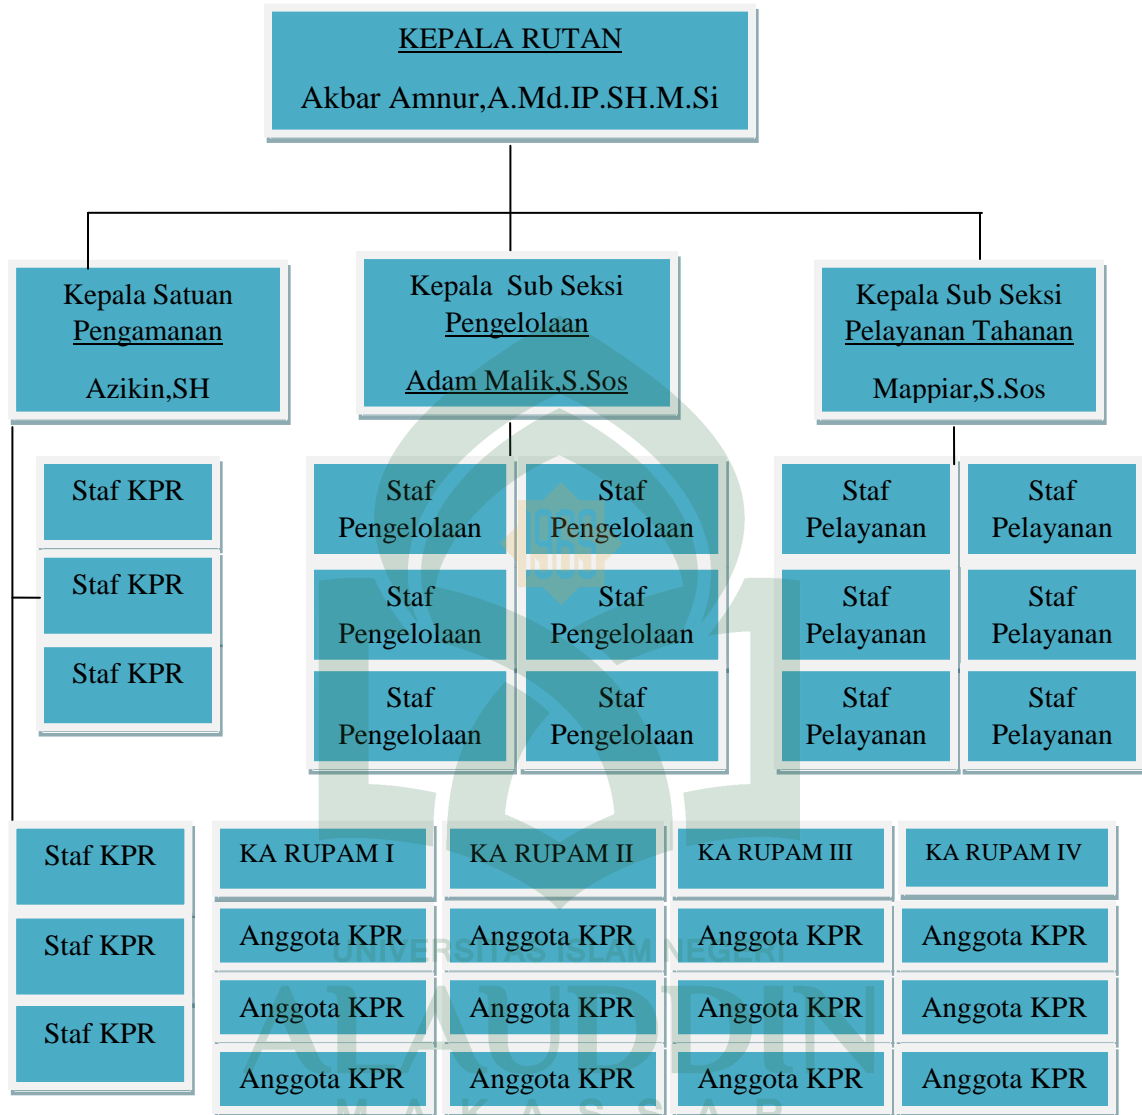 KEPALA RUTAN
Akbar Amnur,A.Md.IP.SH.M.Si
Kepala Satuan
Pengamanan
Azikin,SH
Kepala Sub Seksi
Pengelolaan
Adam Malik,S.Sos
Kepala Sub Seksi
Pelayanan Tahanan
Mappiar,S.Sos
Staf KPR
Staf KPR
Staf KPR
Staf
Pengelolaan
Staf
Pengelolaan
Staf
Pengelolaan
Staf
Pengelolaan
Staf
Pengelolaan
Staf
Pengelolaan
Staf
Pelayanan
Staf
Pelayanan
Staf
Pelayanan
Staf
Pelayanan
Staf
Pelayanan
Staf
Pelayanan
Staf KPR
Staf KPR
Staf KPR
KA RUPAM I
KA RUPAM II
KA RUPAM III
KA RUPAM IV
Anggota KPR
Anggota KPR
Anggota KPR
Anggota KPR
Anggota KPR
Anggota KPR
Anggota KPR
Anggota KPR
Anggota KPR
Anggota KPR
Anggota KPR
Anggota KPR
UNIVERSITAS ISLAM NEGERI
ALAUDDIN
MAKASSAR